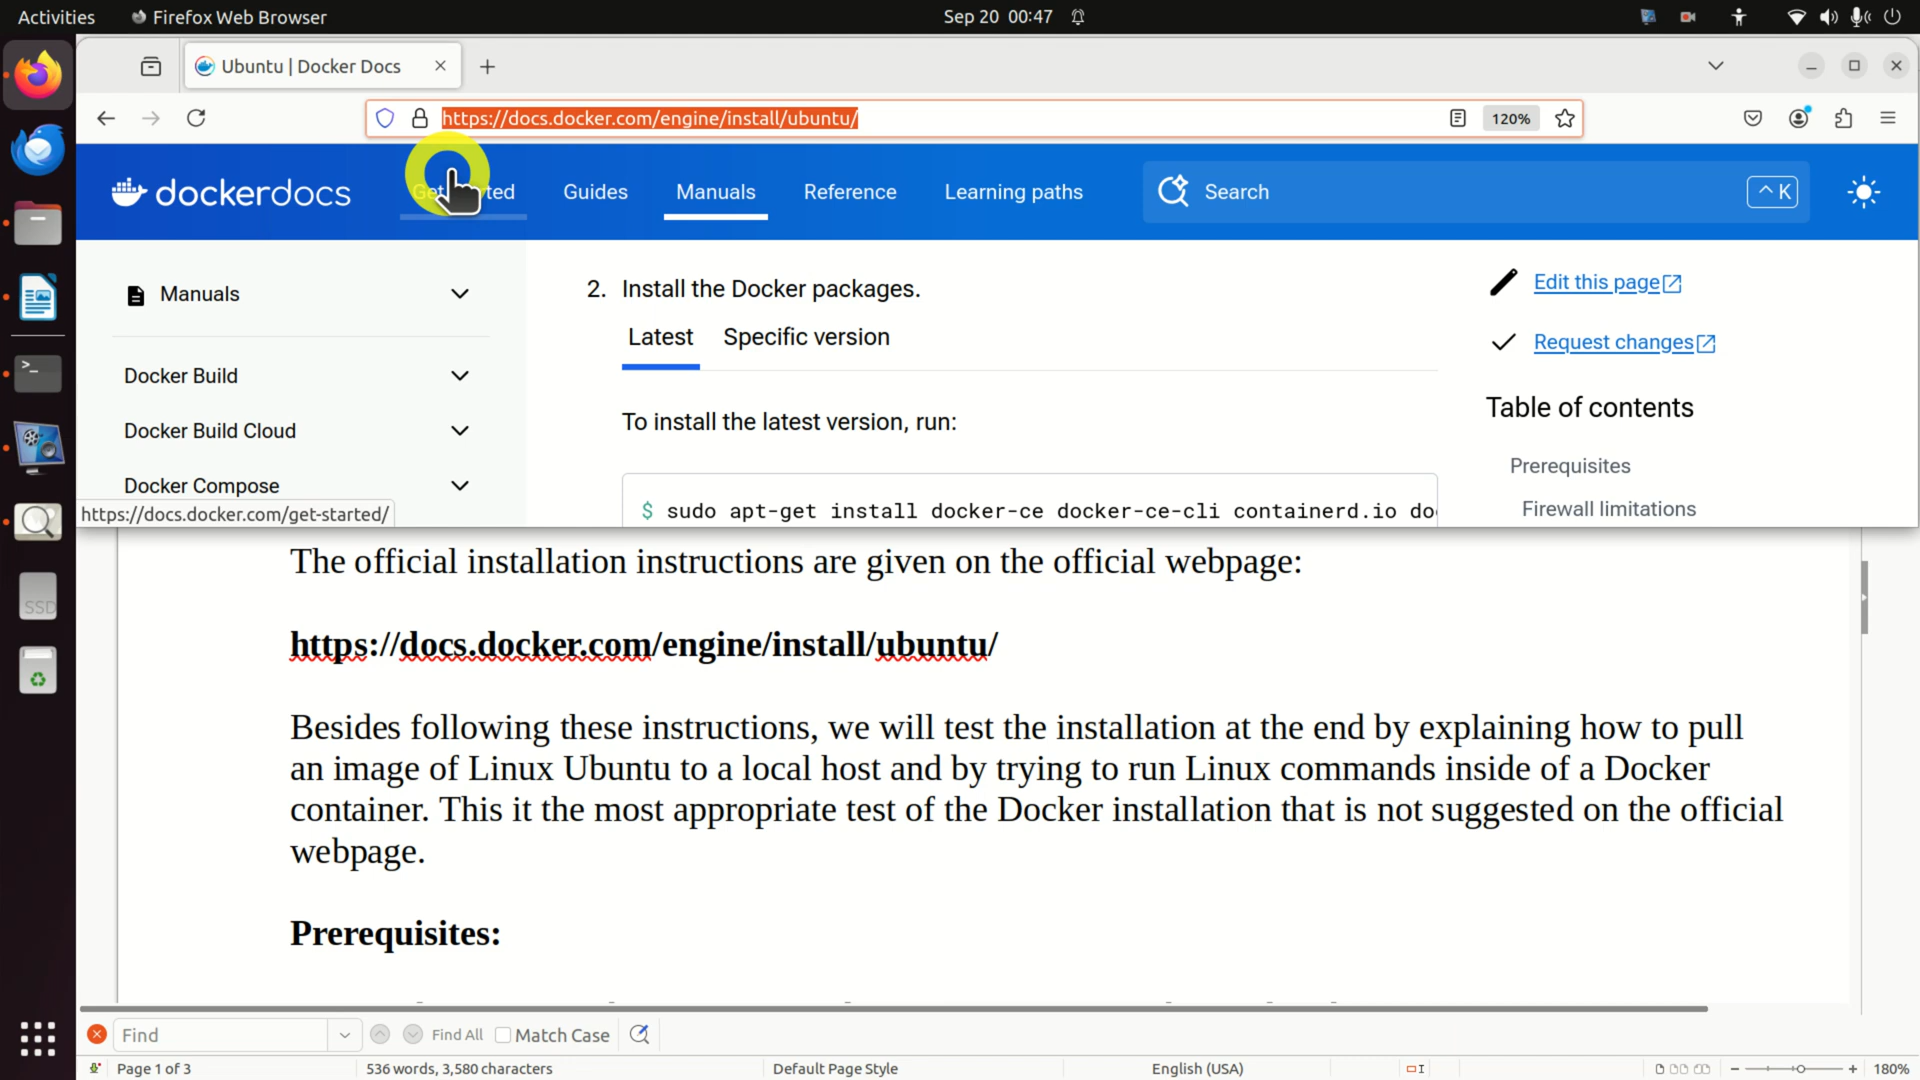 Activities Firefox Web Browser Sep 20 00:47
Ubuntu | Docker Docs
https://docs.docker.com/engine/install/ubuntu/ 120%
dockerdocs Guides Manuals Reference Learning paths Search ^ K
Manuals
Docker Build
Docker Build Cloud
Docker Compose
https://docs.docker.com/get-started/
2. Install the Docker packages.
Latest Specific version
To install the latest version, run:
$ sudo apt-get install docker-ce docker-ce-cli containerd.io do
Edit this page
Request changes
Table of contents
Prerequisites
Firewall limitations
SSD
The official installation instructions are given on the official webpage:
https://docs.docker.com/engine/install/ubuntu/
Besides following these instructions, we will test the installation at the end by explaining how to pull
an image of Linux Ubuntu to a local host and by trying to run Linux commands inside of a Docker
container. This it the most appropriate test of the Docker installation that is not suggested on the official
webpage.
Prerequisites:
Find Find All Match Case
Page 1 of 3 536 words, 3,580 characters Default Page Style English (USA) 180%